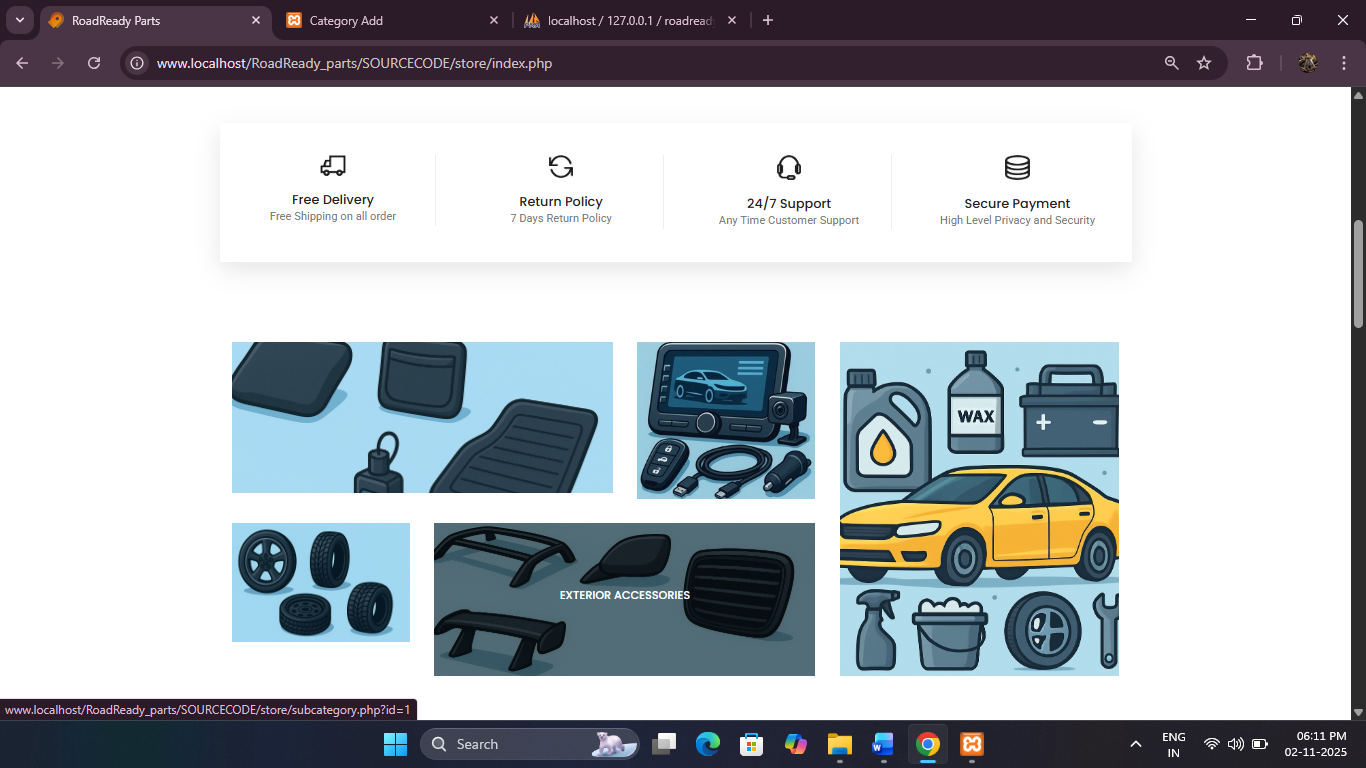 RoadReady Parts
Category Add
localhost / 127.0.0.1 / roadready
www.localhost/RoadReady_parts/SOURCECODE/store/index.php
Free Delivery
Free Shipping on all order
Return Policy
7 Days Return Policy
24/7 Support
Any Time Customer Support
Secure Payment
High Level Privacy and Security
WAX
EXTERIOR ACCESSORIES
www.localhost/RoadReady_parts/SOURCECODE/store/subcategory.php?id=1
Search
ENG
IN
06:11 PM
02-11-2025